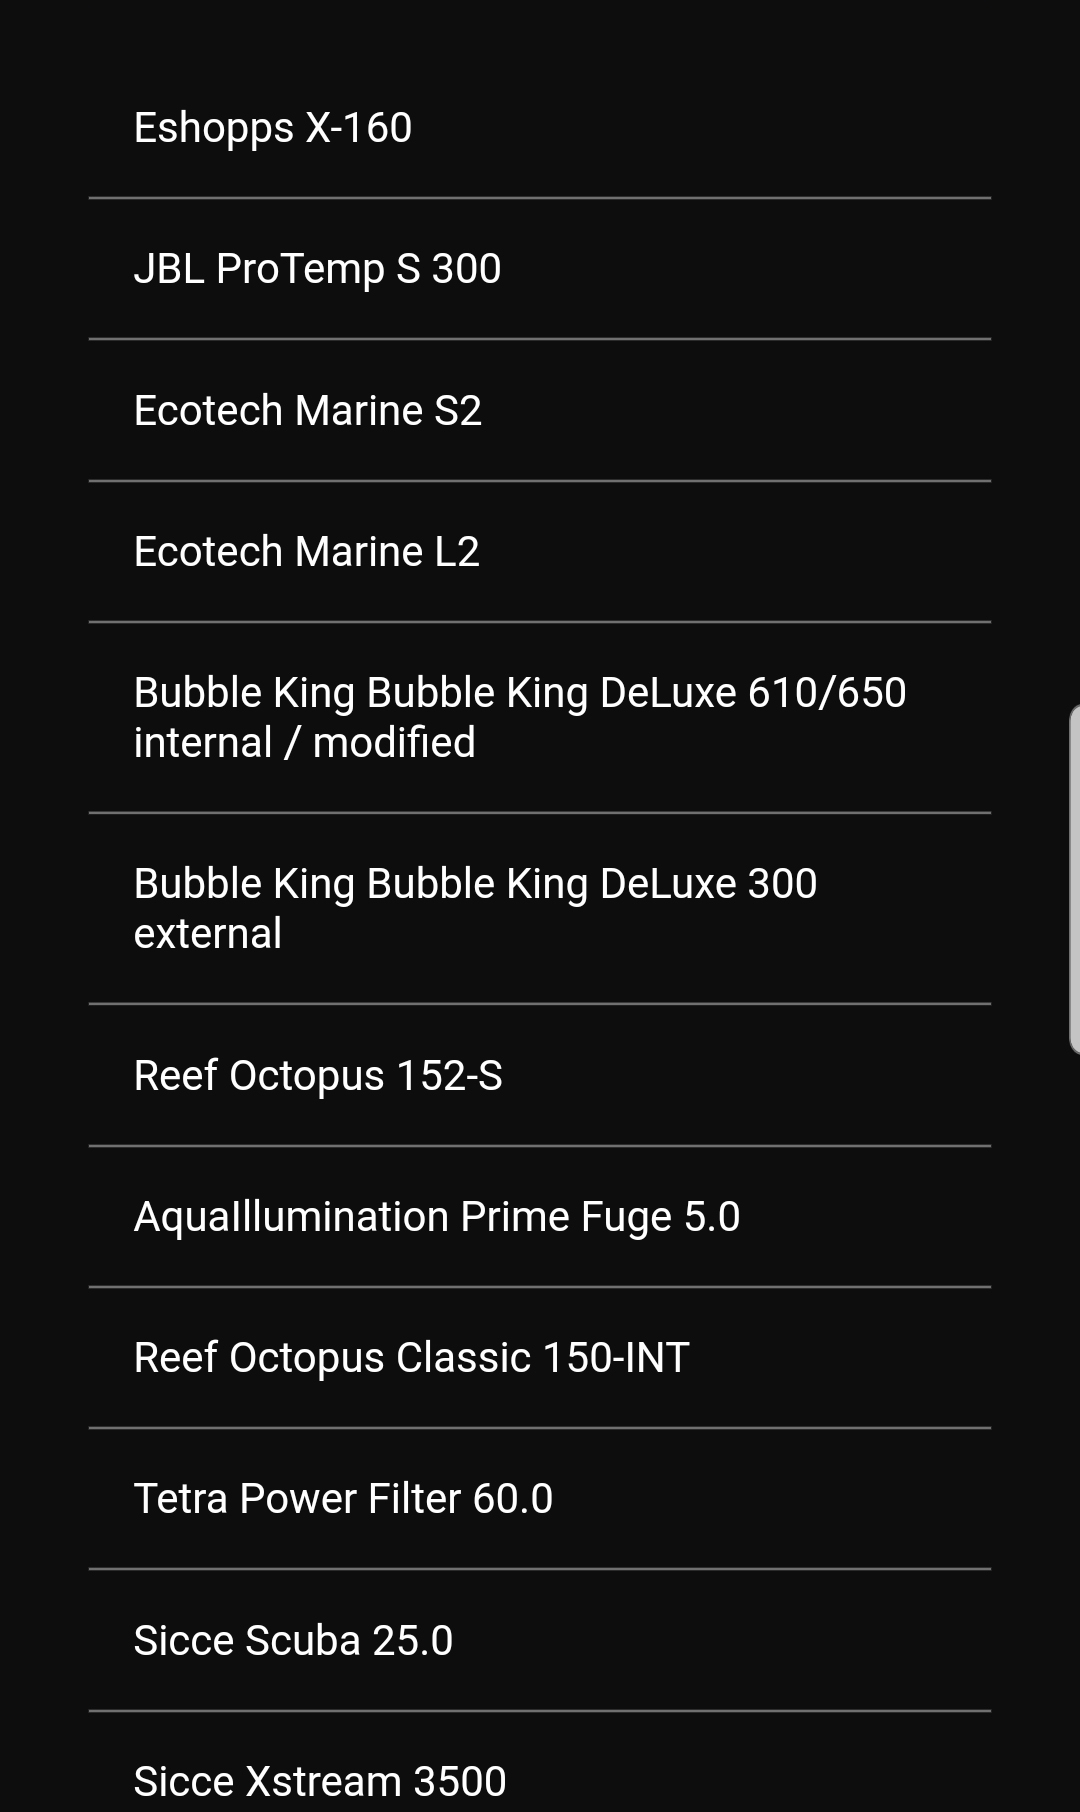 Eshopps X-160
JBL ProTemp S 300
Ecotech Marine S2
Ecotech Marine L2
Bubble King Bubble King DeLuxe 610/650
internal / modified
Bubble King Bubble King DeLuxe 300
external
Reef Octopus 152-S
AquaIllumination Prime Fuge 5.0
Reef Octopus Classic 150-INT
Tetra Power Filter 60.0
Sicce Scuba 25.0
Sicce Xstream 3500